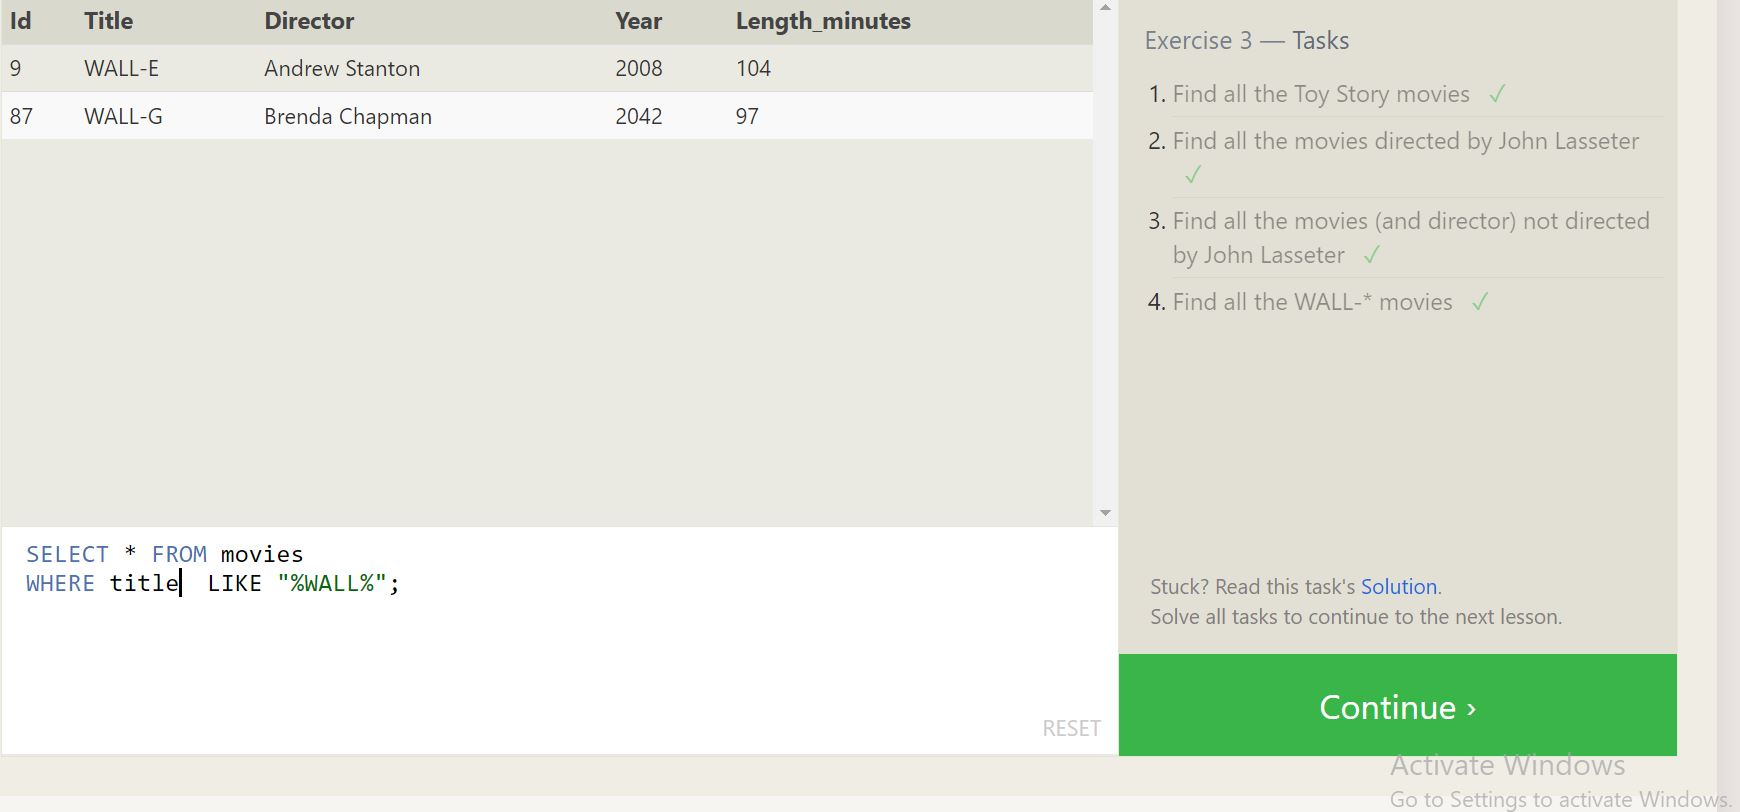 Id Title Director Year Length_minutes
9 WALL-E Andrew Stanton 2008 104
87 WALL-G Brenda Chapman 2042 97
SELECT * FROM movies
WHERE title  LIKE "%WALL%";
RESET
Exercise 3 — Tasks
1. Find all the Toy Story movies ✓
2. Find all the movies directed by John Lasseter
✓
3. Find all the movies (and director) not directed
by John Lasseter ✓
4. Find all the WALL-* movies ✓
Stuck? Read this task's Solution.
Solve all tasks to continue to the next lesson.
Continue ›
Activate Windows
Go to Settings to activate Windows.